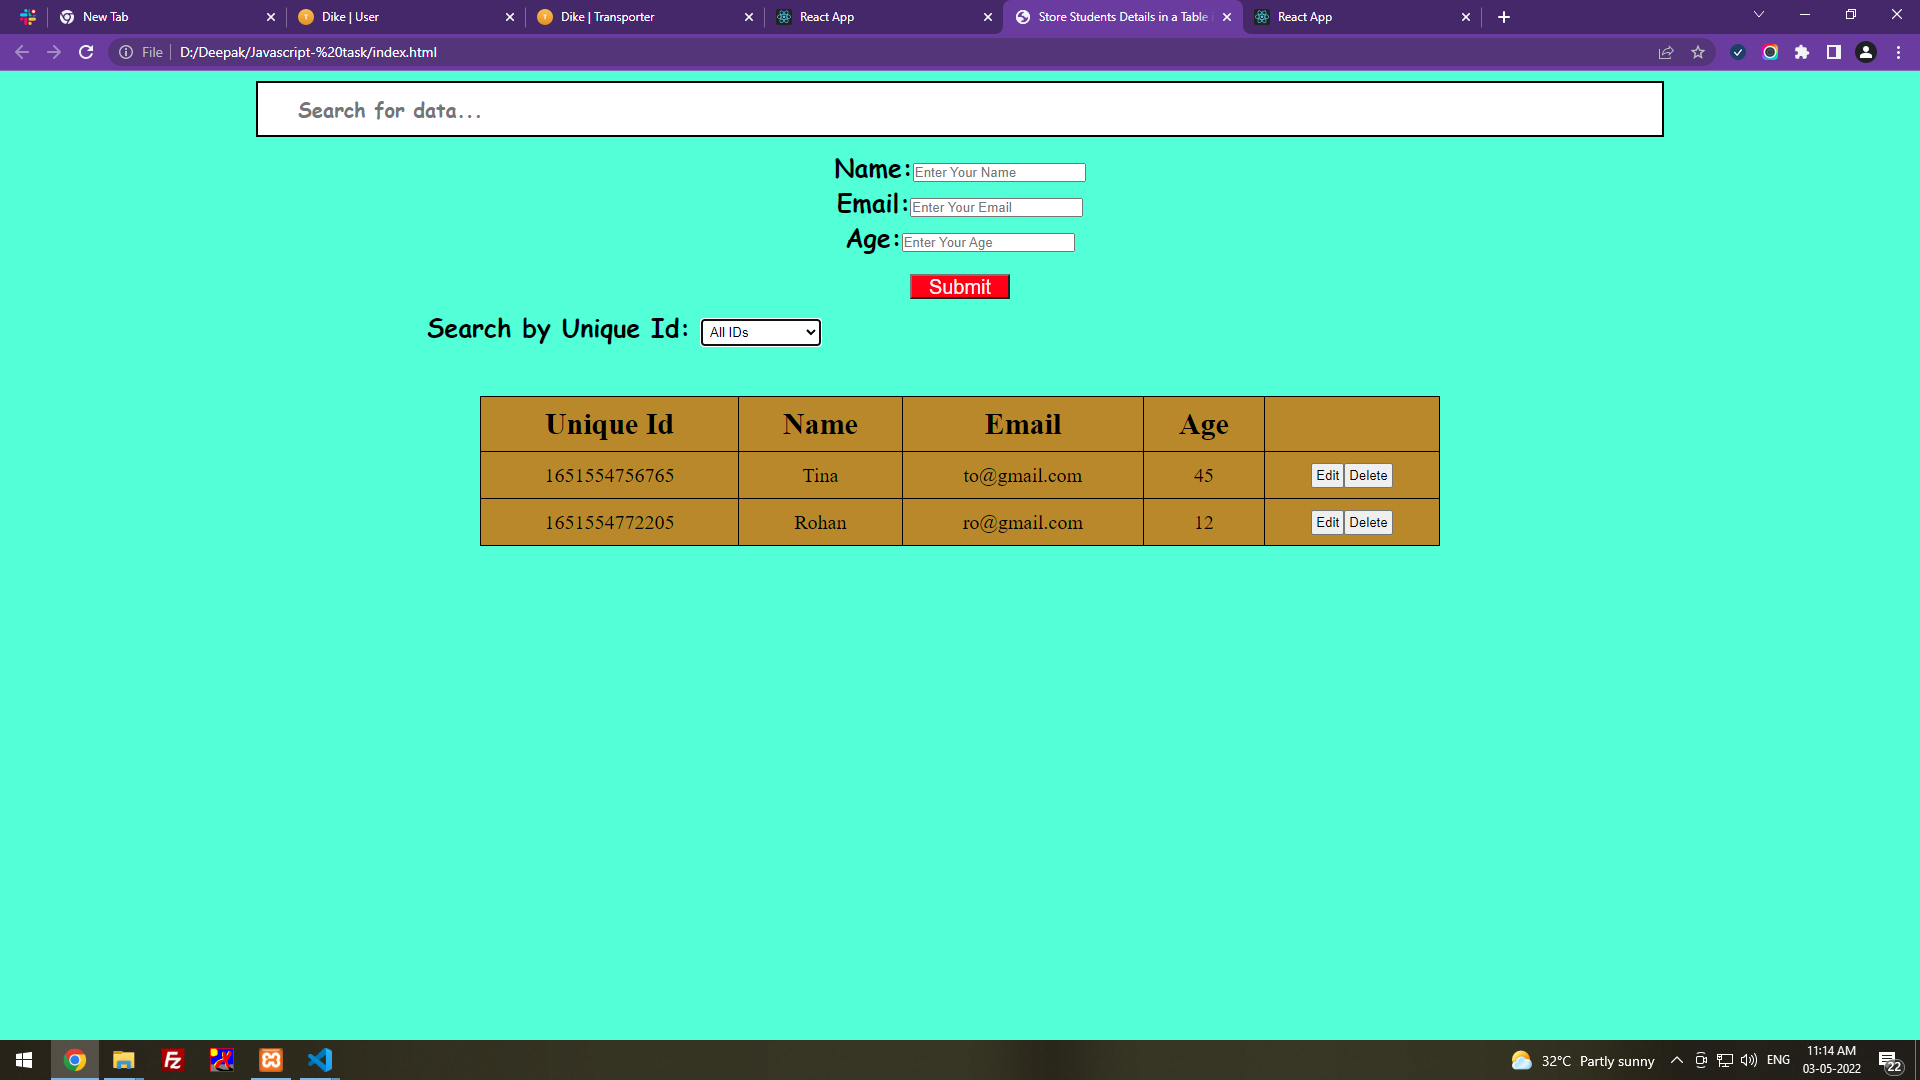 New Tab
Dike | User
Dike | Transporter
React App
Store Students Details in a Table
React App
File
D:/Deepak/Javascript-%20task/index.html
Search for data...
Name: Enter Your Name
Email: Enter Your Email
Age: Enter Your Age
Submit
Search by Unique Id: All IDs
Unique Id Name Email Age
1651554756765 Tina to@gmail.com 45 Edit Delete
1651554772205 Rohan ro@gmail.com 12 Edit Delete
32°C Partly sunny
ENG
11:14 AM
03-05-2022
22